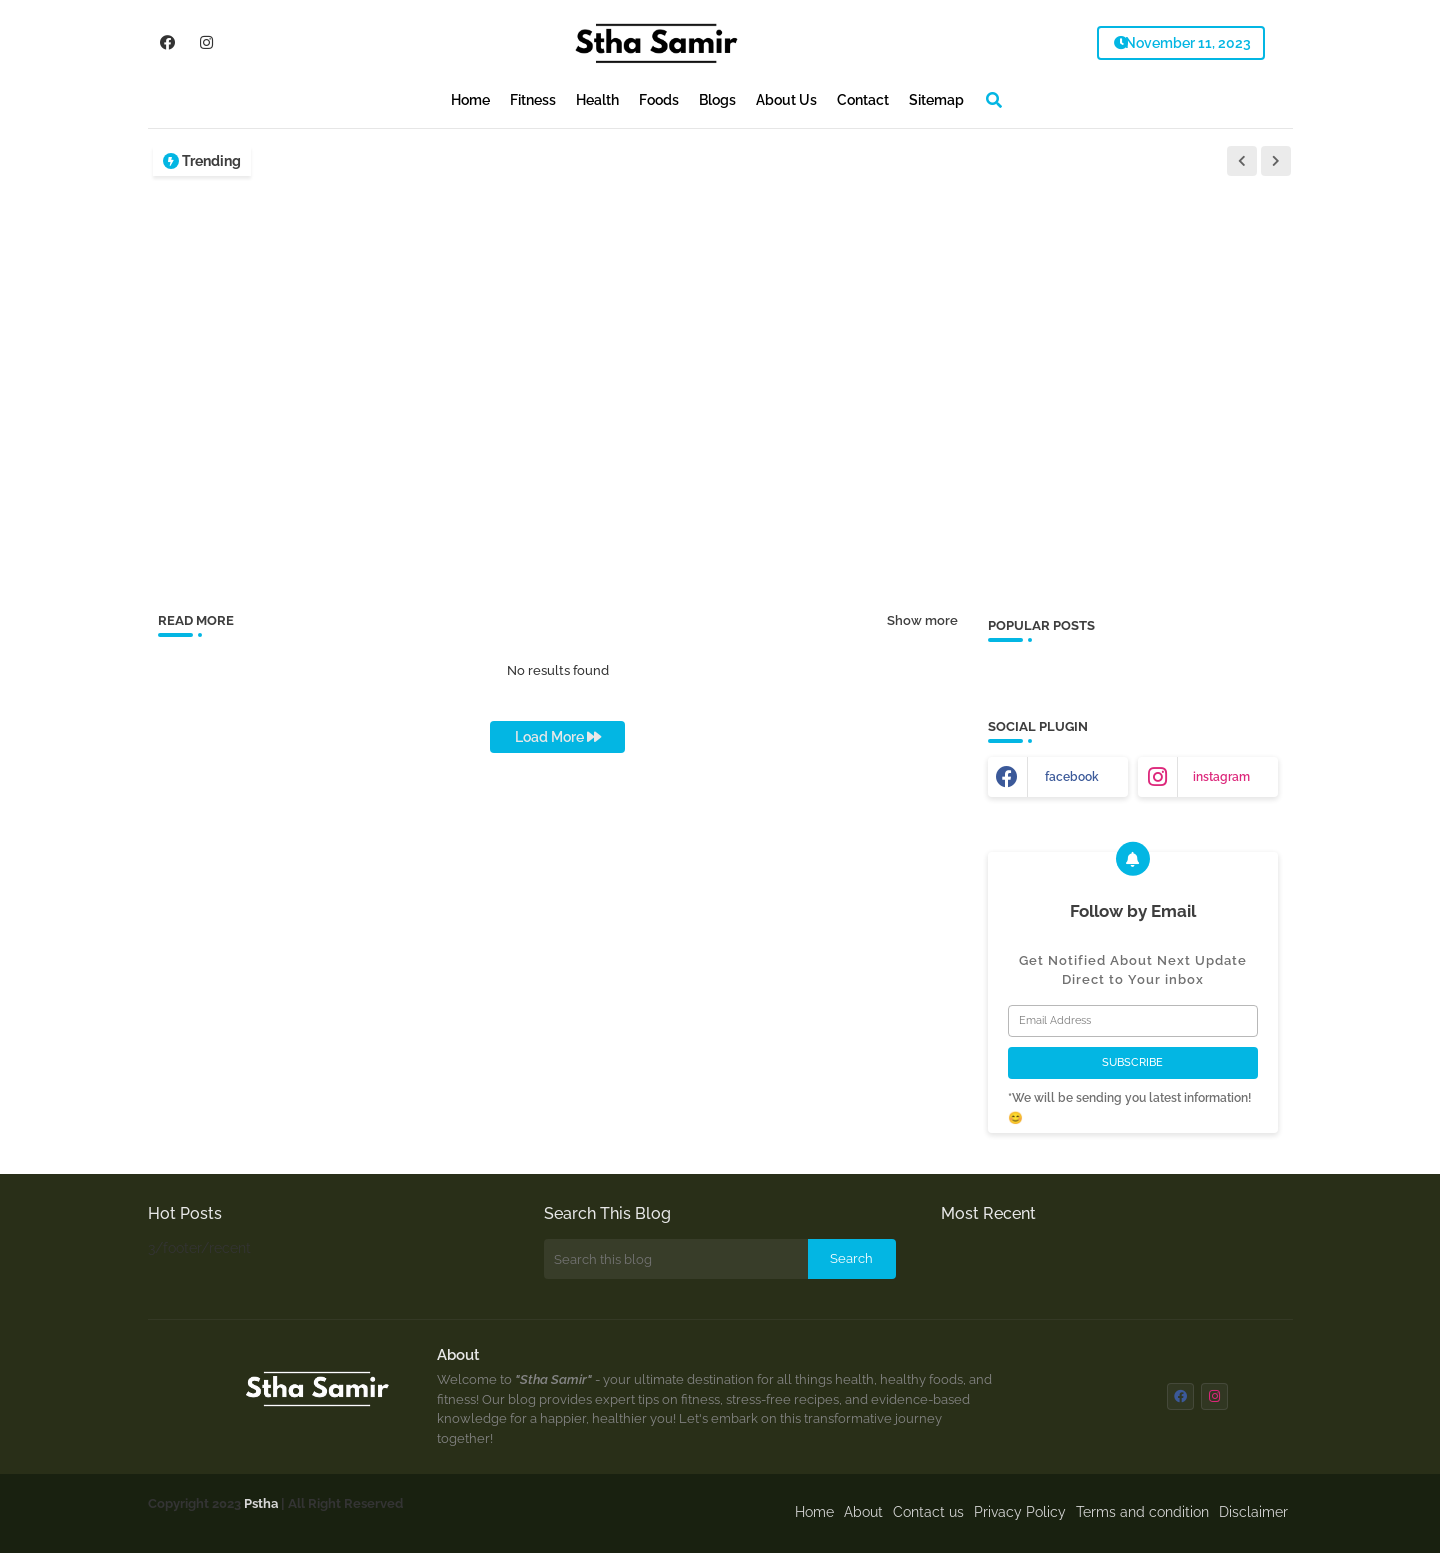 Stha Samir
November 11, 2023
Home Fitness Health Foods Blogs About Us Contact Sitemap
Trending
READ MORE
Show more
No results found
Load More
POPULAR POSTS
SOCIAL PLUGIN
facebook
instagram
Follow by Email
Get Notified About Next Update
Direct to Your inbox
Email Address
SUBSCRIBE
*We will be sending you latest information!
😊
Hot Posts
Search This Blog
Most Recent
Search this blog
Search
Stha Samir
About
Welcome to "Stha Samir" - your ultimate destination for all things health, healthy foods, and
fitness! Our blog provides expert tips on fitness, stress-free recipes, and evidence-based
knowledge for a happier, healthier you! Let's embark on this transformative journey
together!
Copyright 2023 Pstha | All Right Reserved
Home About Contact us Privacy Policy Terms and condition Disclaimer